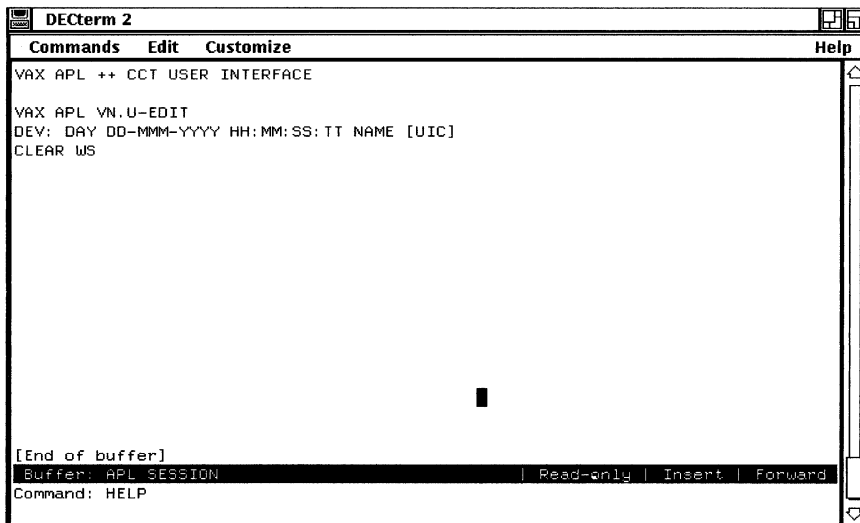 DECterm 2
Commands Edit Customize Help
VAX APL ++ CCT USER INTERFACE
VAX APL VN.U-EDIT
DEV: DAY DD-MMM-YYYY HH:MM:SS:TT NAME [UIC]
CLEAR WS
[End of buffer]
Buffer: APL SESSION | Read-only | Insert | Forward
Command: HELP